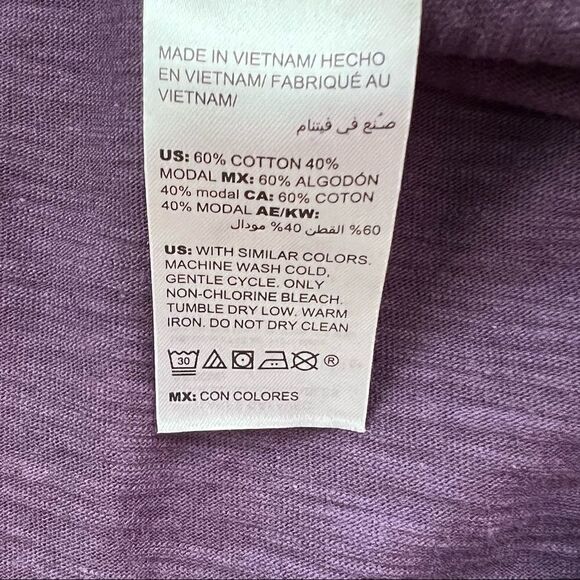 MADE IN VIETNAM/ HECHO
EN VIETNAM/ FABRIQUÉ AU
VIETNAM/
صُنع في فيتنام
US: 60% COTTON 40%
MODAL MX: 60% ALGODÓN
40% modal CA: 60% COTON
40% MODAL AE/KW:
60% القطن 40% مودال
US: WITH SIMILAR COLORS.
MACHINE WASH COLD,
GENTLE CYCLE. ONLY
NON-CHLORINE BLEACH.
TUMBLE DRY LOW. WARM
IRON. DO NOT DRY CLEAN
30 ®
MX: CON COLORES